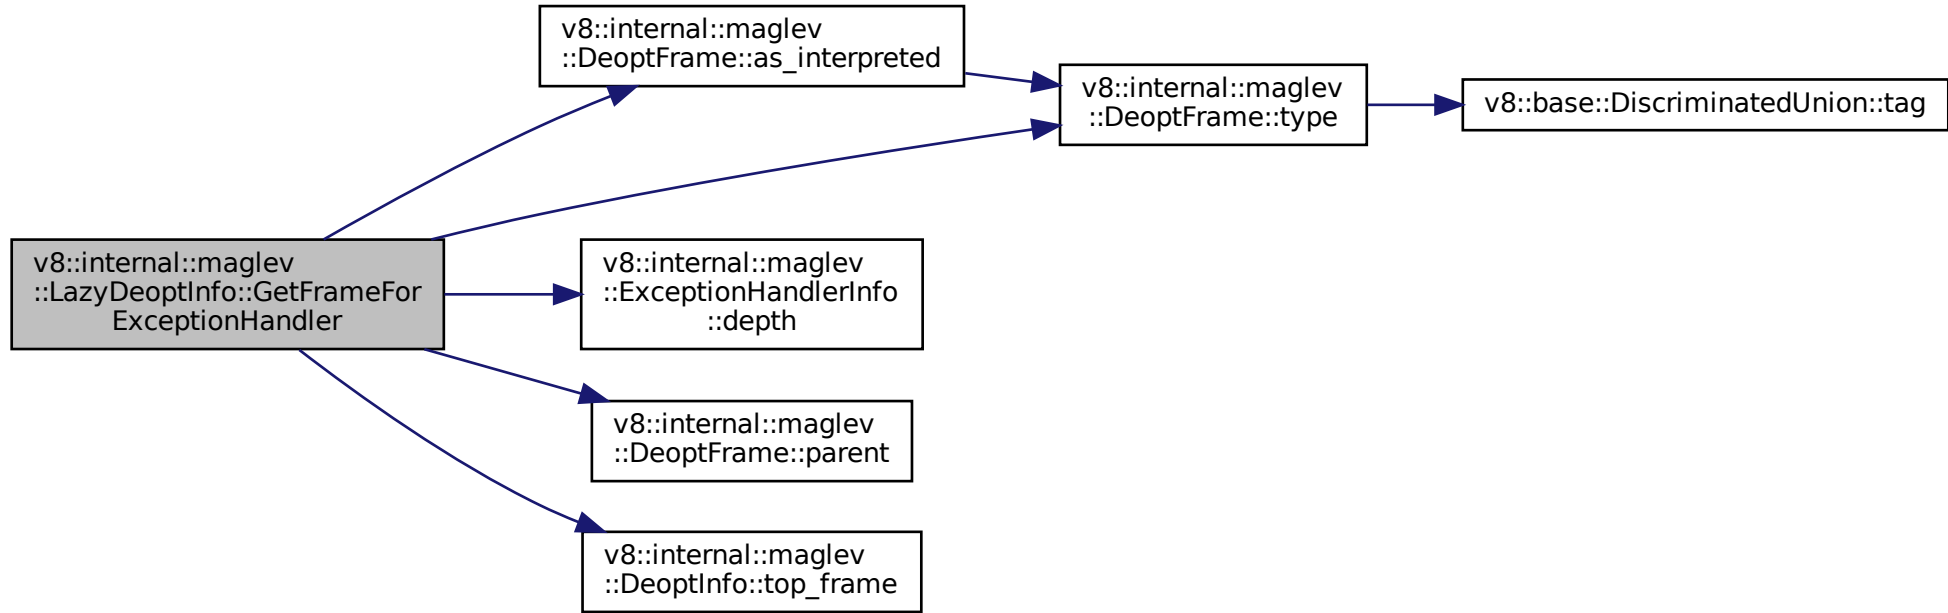 v8::internal::maglev
::DeoptFrame::as_interpreted
v8::internal::maglev
::DeoptFrame::type
v8::base::DiscriminatedUnion::tag
v8::internal::maglev
::LazyDeoptInfo::GetFrameFor
ExceptionHandler
v8::internal::maglev
::ExceptionHandlerInfo
::depth
v8::internal::maglev
::DeoptFrame::parent
v8::internal::maglev
::DeoptInfo::top_frame